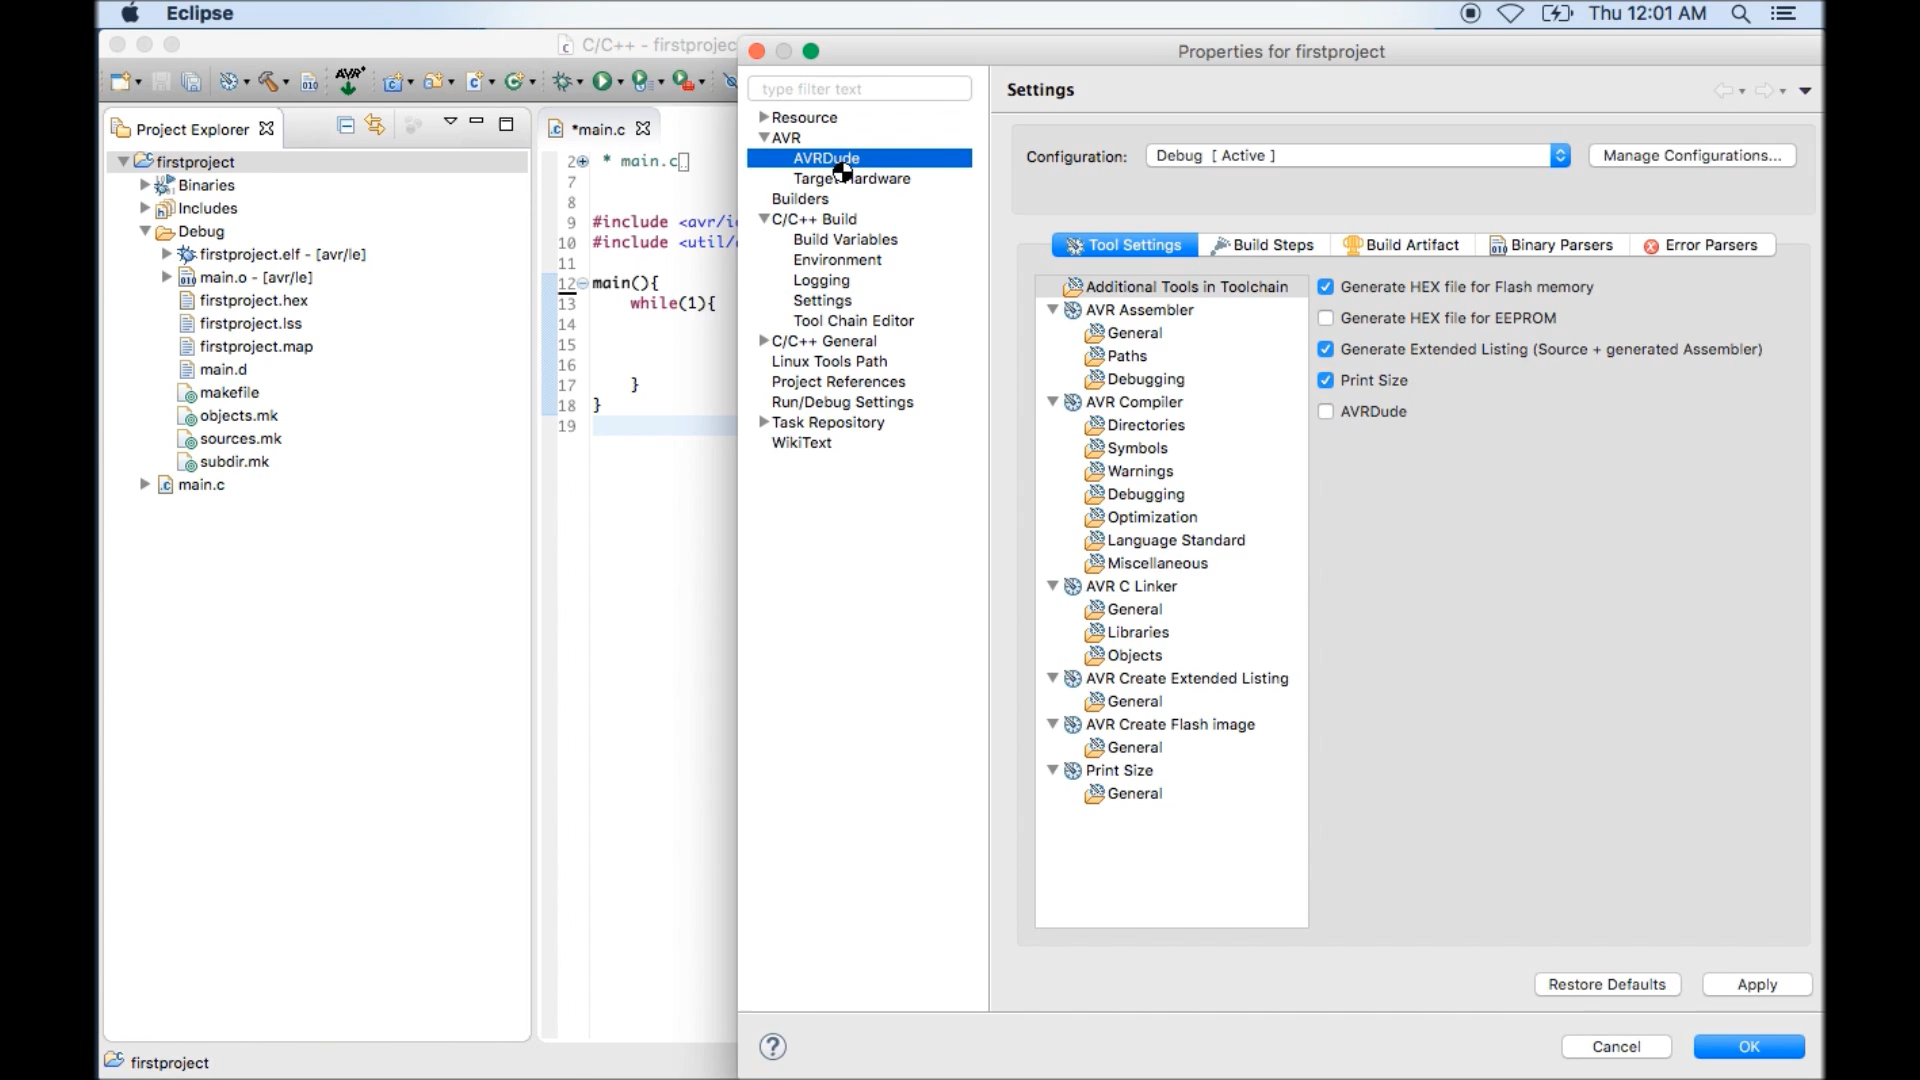 Eclipse
Thu 12:01 AM
C/C++ - firstprojec
Properties for firstproject
AVR
Project Explorer
firstproject
Binaries
Includes
Debug
firstproject.elf - [avr/le]
main.o - [avr/le]
firstproject.hex
firstproject.lss
firstproject.map
main.d
makefile
objects.mk
sources.mk
subdir.mk
main.c
firstproject
*main.c
2 * main.c
7
8
9 #include <avr/i
10 #include <util/
11
12 main(){
13 while(1){
14
15
16
17 }
18 }
19
type filter text
Resource
AVR
AVRDude
Target Hardware
Builders
C/C++ Build
Build Variables
Environment
Logging
Settings
Tool Chain Editor
C/C++ General
Linux Tools Path
Project References
Run/Debug Settings
Task Repository
WikiText
Settings
Configuration: Debug [ Active ] Manage Configurations...
Tool Settings Build Steps Build Artifact Binary Parsers Error Parsers
Additional Tools in Toolchain
AVR Assembler
General
Paths
Debugging
AVR Compiler
Directories
Symbols
Warnings
Debugging
Optimization
Language Standard
Miscellaneous
AVR C Linker
General
Libraries
Objects
AVR Create Extended Listing
General
AVR Create Flash image
General
Print Size
General
Generate HEX file for Flash memory
Generate HEX file for EEPROM
Generate Extended Listing (Source + generated Assembler)
Print Size
AVRDude
Restore Defaults Apply
? Cancel OK